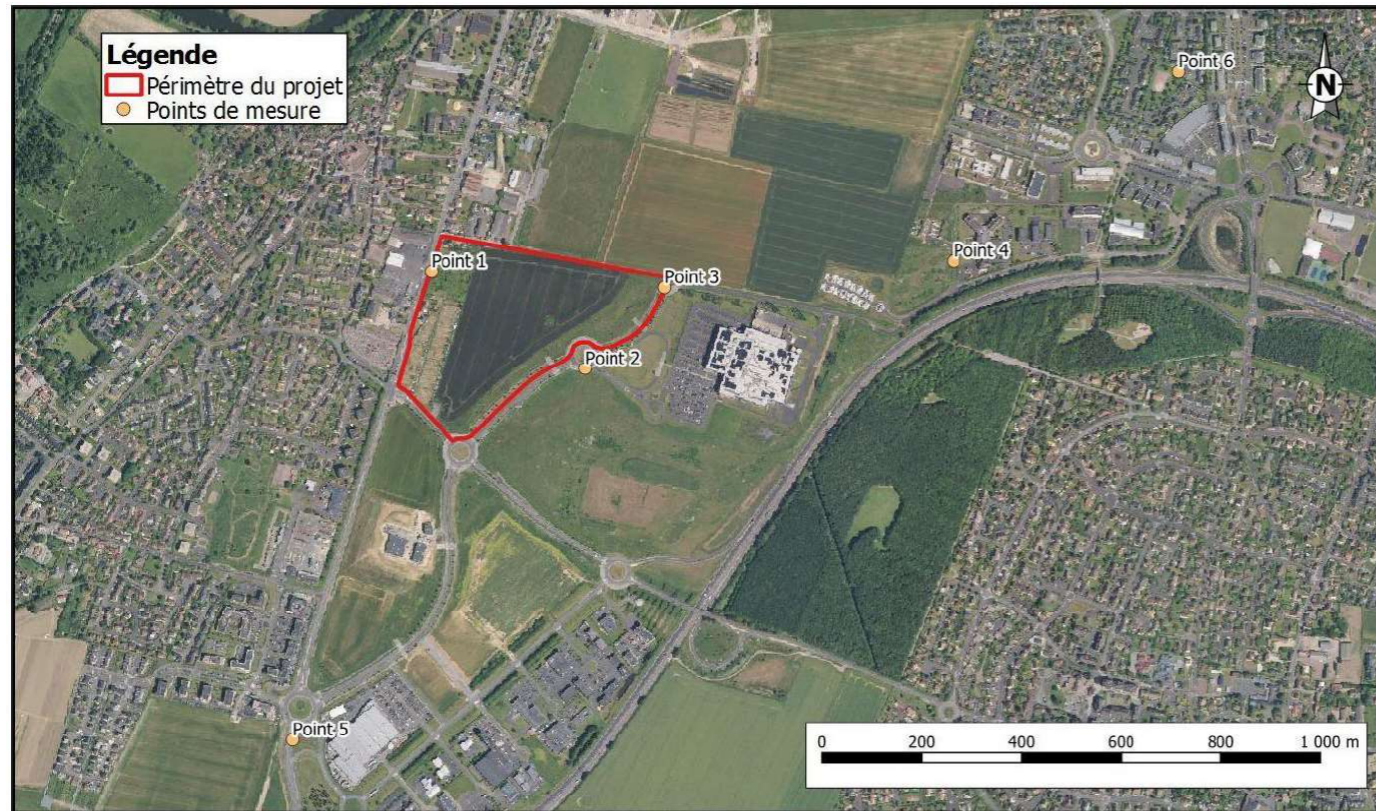 Légende
Périmètre du projet
Points de mesure
Point 6
N
Point 4
Point 1
Point 3
Point 2
Point 5
0 200 400 600 800 1 000 m